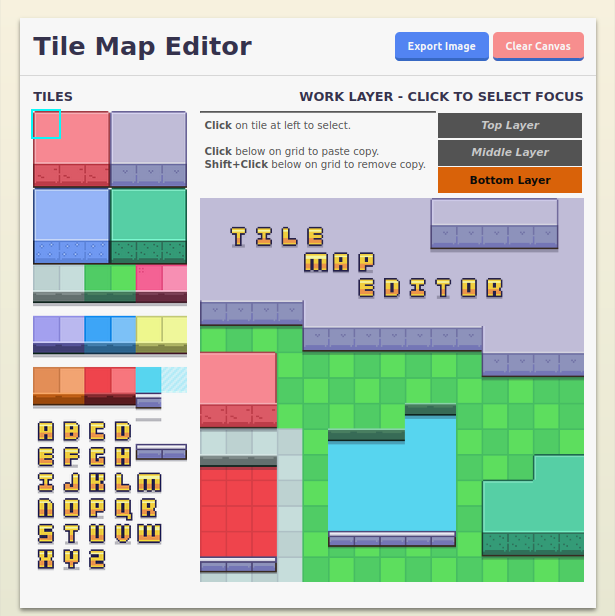 Tile Map Editor
Export Image
Clear Canvas
TILES
WORK LAYER - CLICK TO SELECT FOCUS
Click on tile at left to select.
Click below on grid to paste copy.
Shift+Click below on grid to remove copy.
Top Layer
Middle Layer
Bottom Layer
TILE
MAP
EDITOR
A B C D
E F G H
I J K L M
N O P Q R
S T U V W
X Y Z